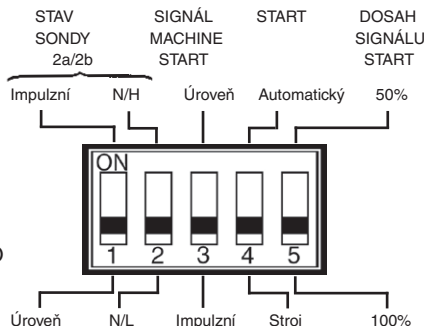 STAV SIGNÁL START DOSAH
SONDY MACHINE SIGNÁLU
2a/2b START START
Impulzní N/H Úroveň Automatický 50%
ON
1 2 3 4 5
Úroveň N/L Impulzní Stroj 100%